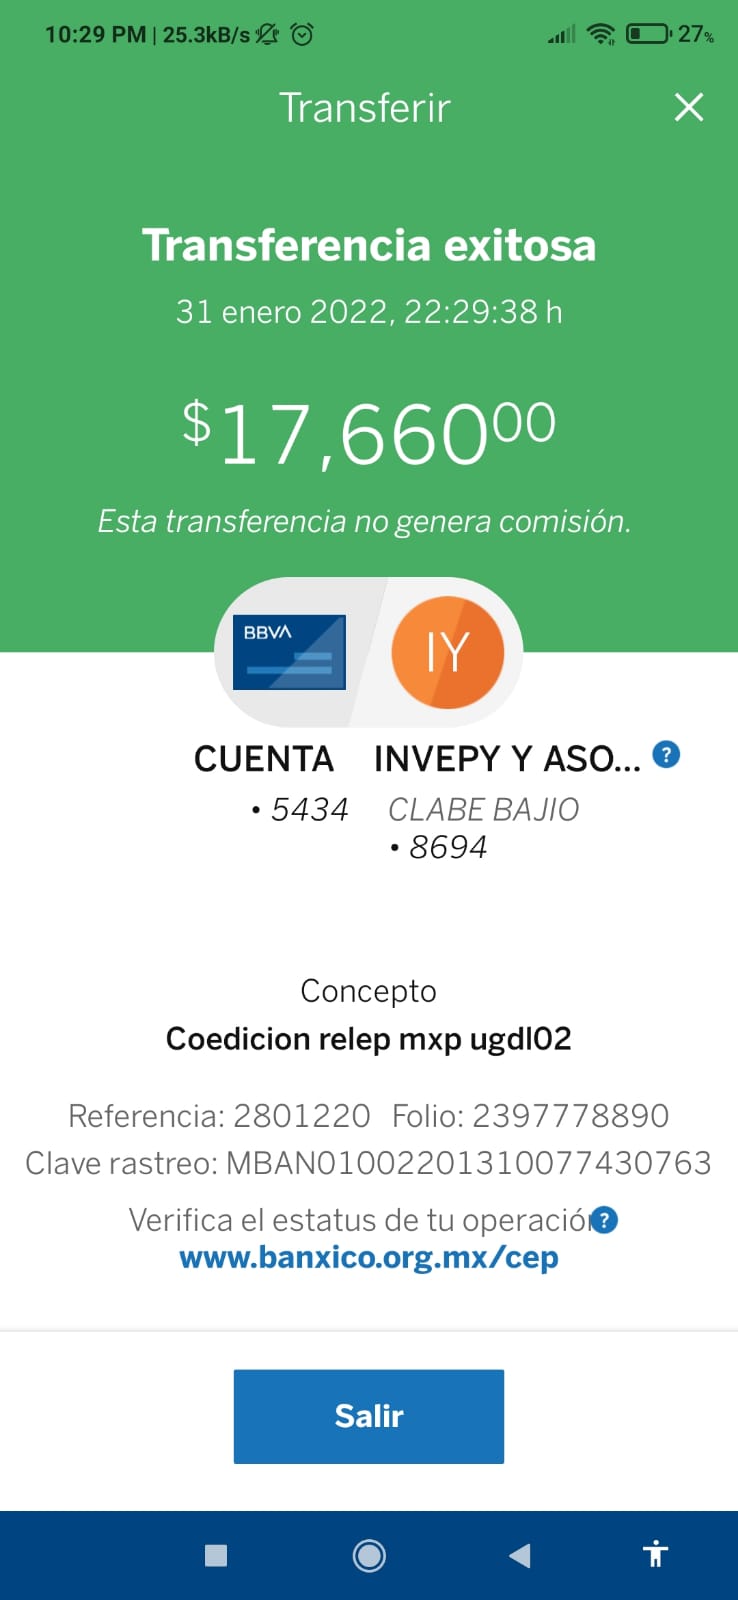 10:29 PM | 25.3kB/s 27%
Transferir
Transferencia exitosa
31 enero 2022, 22:29:38 h
$17,66000
Esta transferencia no genera comisión.
BBVA IY
CUENTA INVEPY Y ASO... ?
• 5434 CLABE BAJIO
• 8694
Concepto
Coedicion relep mxp ugdl02
Referencia: 2801220 Folio: 2397778890
Clave rastreo: MBAN01002201310077430763
Verifica el estatus de tu operación ?
www.banxico.org.mx/cep
Salir